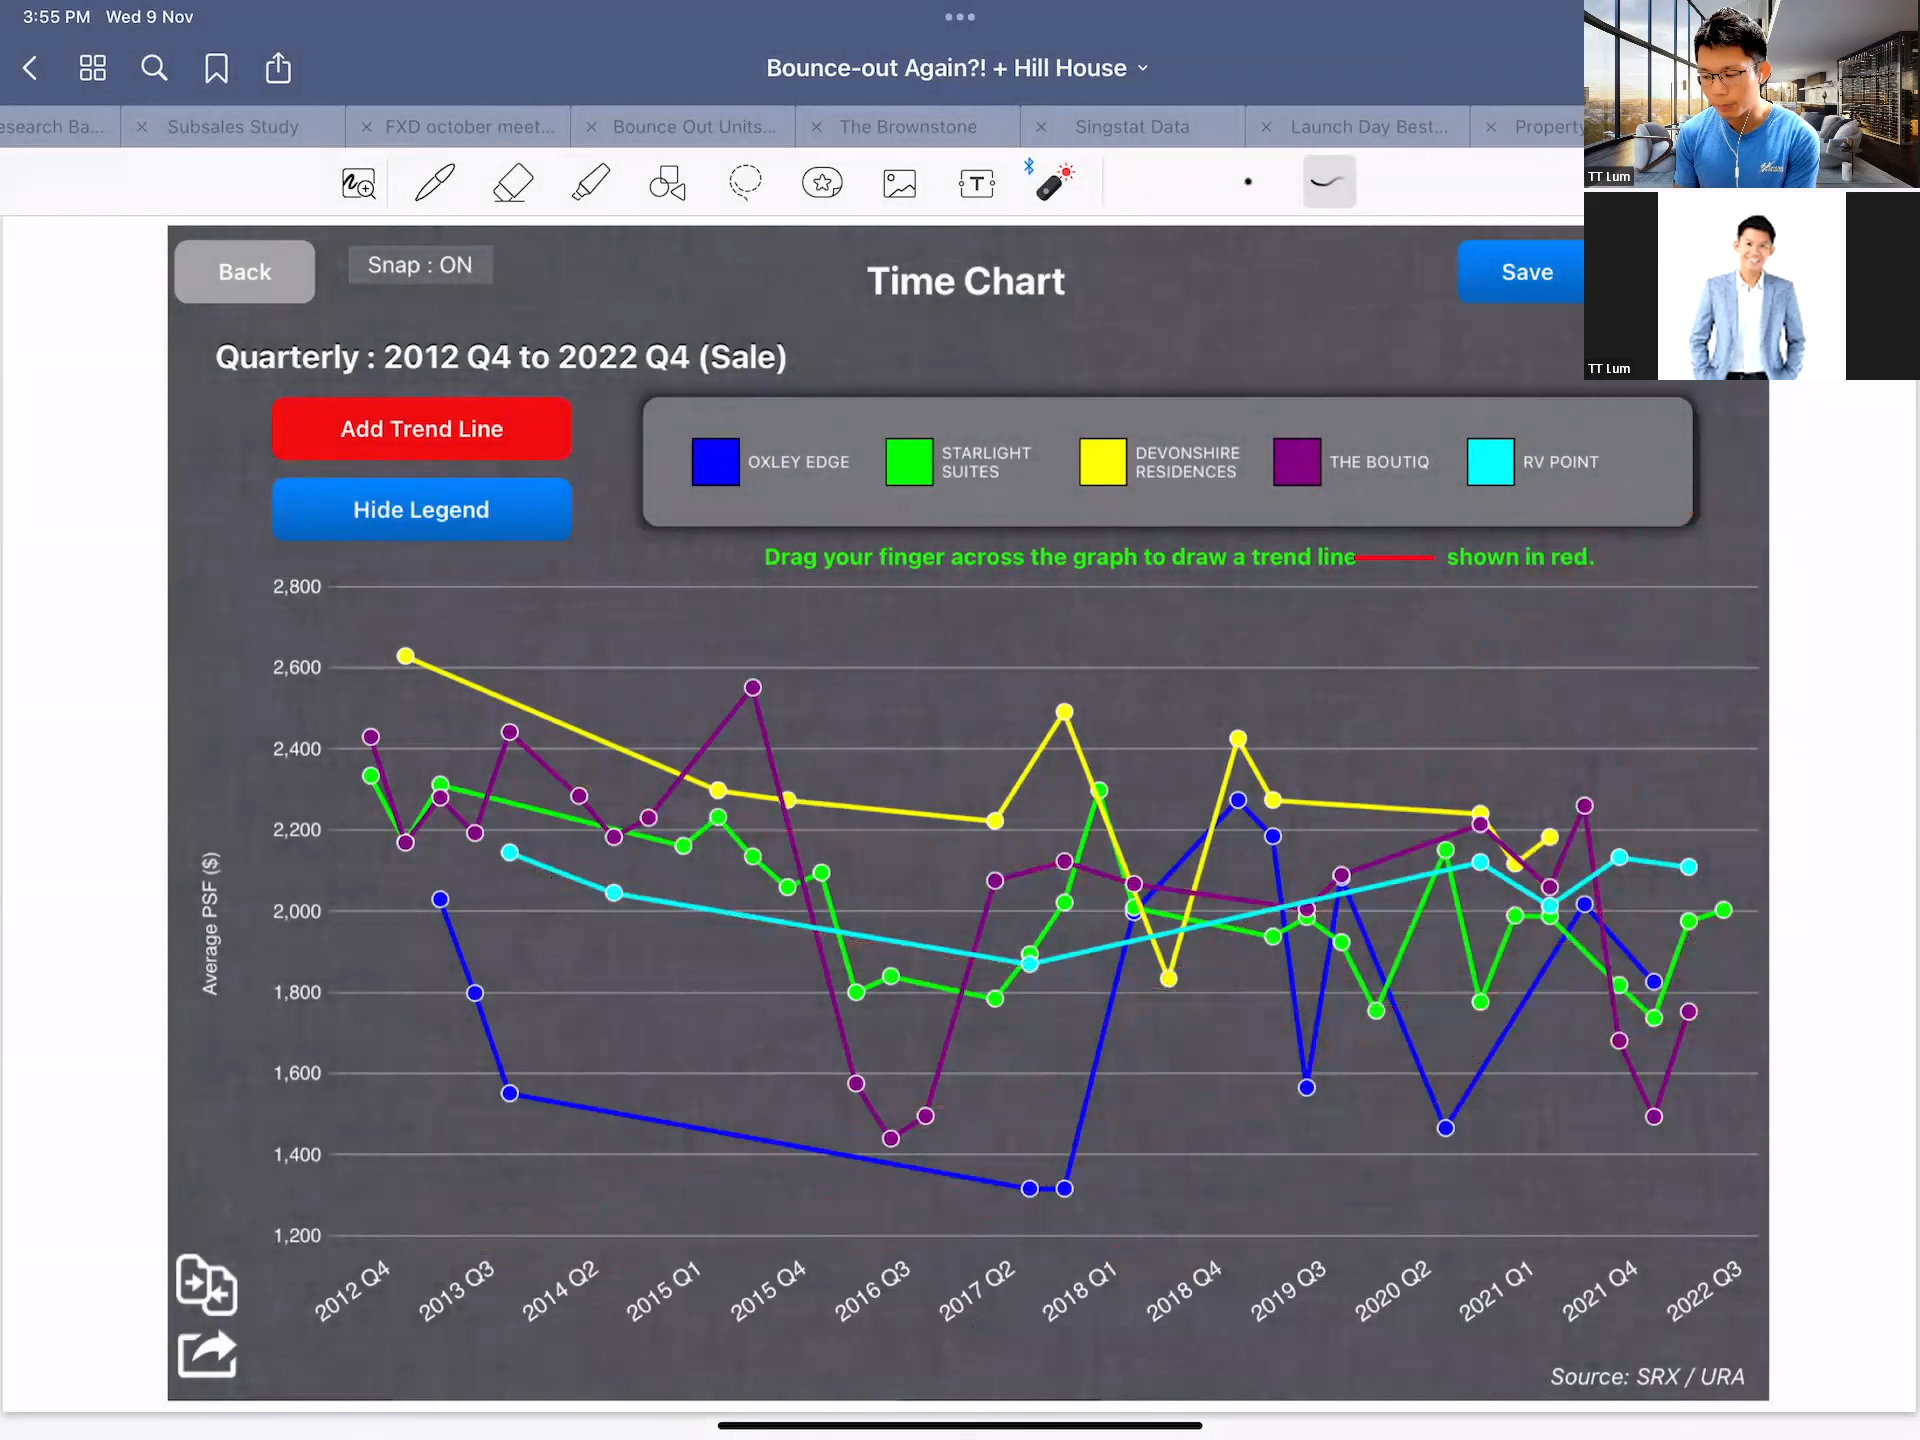 3:55 PM Wed 9 Nov
Bounce-out Again?! + Hill House
esearch Ba...
Subsales Study
FXD october meet...
Bounce Out Units...
The Brownstone
Singstat Data
Launch Day Best...
Property
TT Lum
TT Lum
Back
Snap : ON
Time Chart
Save
Quarterly : 2012 Q4 to 2022 Q4 (Sale)
Add Trend Line
Hide Legend
OXLEY EDGE
STARLIGHT
SUITES
DEVONSHIRE
RESIDENCES
THE BOUTIQ
RV POINT
Drag your finger across the graph to draw a trend line shown in red.
2,800
2,600
2,400
2,200
2,000
1,800
1,600
1,400
1,200
Average PSF ($)
2012 Q4
2013 Q3
2014 Q2
2015 Q1
2015 Q4
2016 Q3
2017 Q2
2018 Q1
2018 Q4
2019 Q3
2020 Q2
2021 Q1
2021 Q4
2022 Q3
Source: SRX / URA